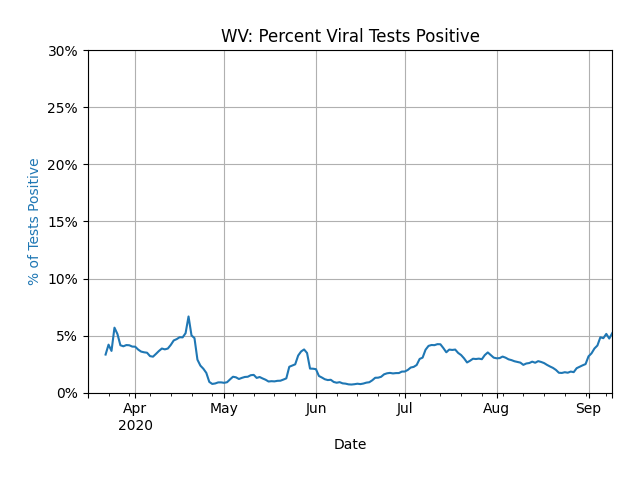 WV: Percent Viral Tests Positive
30%
25%
20%
15%
10%
5%
0%
% of Tests Positive
Apr May Jun Jul Aug Sep
2020
Date